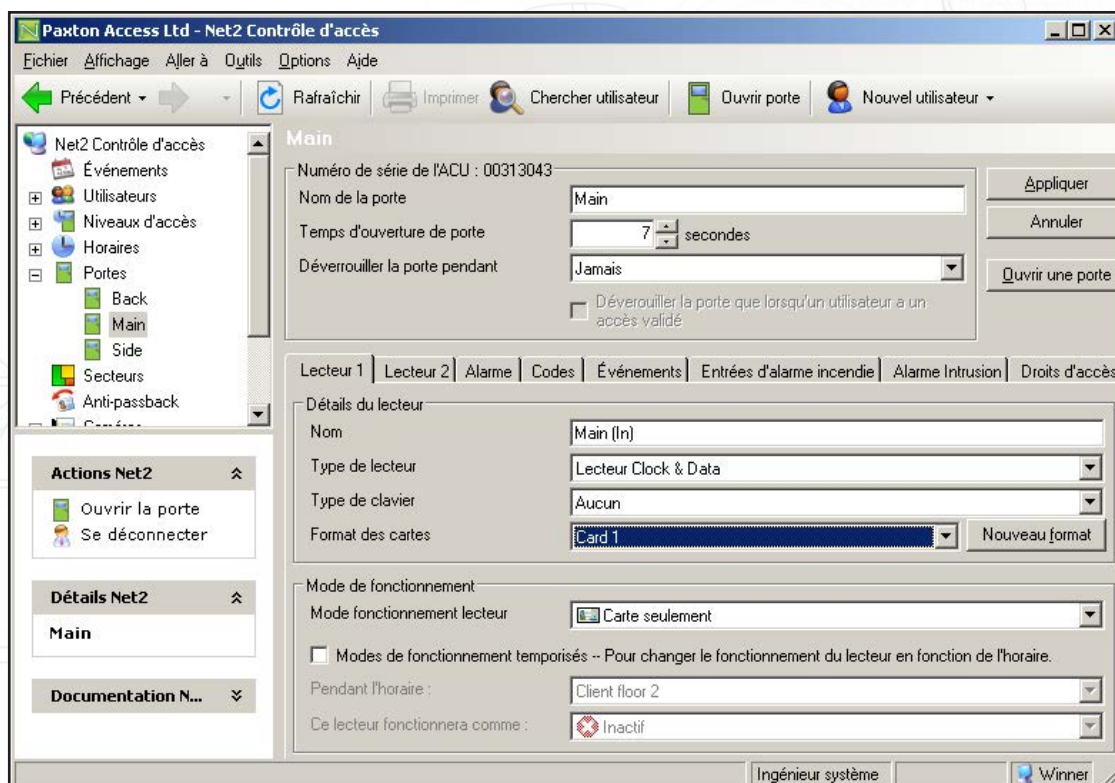 Paxton Access Ltd - Net2 Contrôle d'accès
Fichier Affichage Aller à Outils Options Aide
Précédent Rafraîchir Imprimer Chercher utilisateur Ouvrir porte Nouvel utilisateur
Net2 Contrôle d'accès
Événements
Utilisateurs
Niveaux d'accès
Horaires
Portes
Back
Main
Side
Secteurs
Anti-passback
Actions Net2
Ouvrir la porte
Se déconnecter
Détails Net2
Main
Documentation N...
Main
Numéro de série de l'ACU : 00313043
Nom de la porte Main
Temps d'ouverture de porte 7 secondes
Déverrouiller la porte pendant Jamais
Déverouiller la porte que lorsqu'un utilisateur a un
accès validé
Appliquer
Annuler
Ouvrir une porte
Lecteur 1 Lecteur 2 Alarme Codes Événements Entrées d'alarme incendie Alarme Intrusion Droits d'accès
Détails du lecteur
Nom Main (In)
Type de lecteur Lecteur Clock & Data
Type de clavier Aucun
Format des cartes Card 1 Nouveau format
Mode de fonctionnement
Mode fonctionnement lecteur Carte seulement
Modes de fonctionnement temporisés -- Pour changer le fonctionnement du lecteur en fonction de l'horaire.
Pendant l'horaire : Client floor 2
Ce lecteur fonctionnera comme : Inactif
Ingénieur système Winner